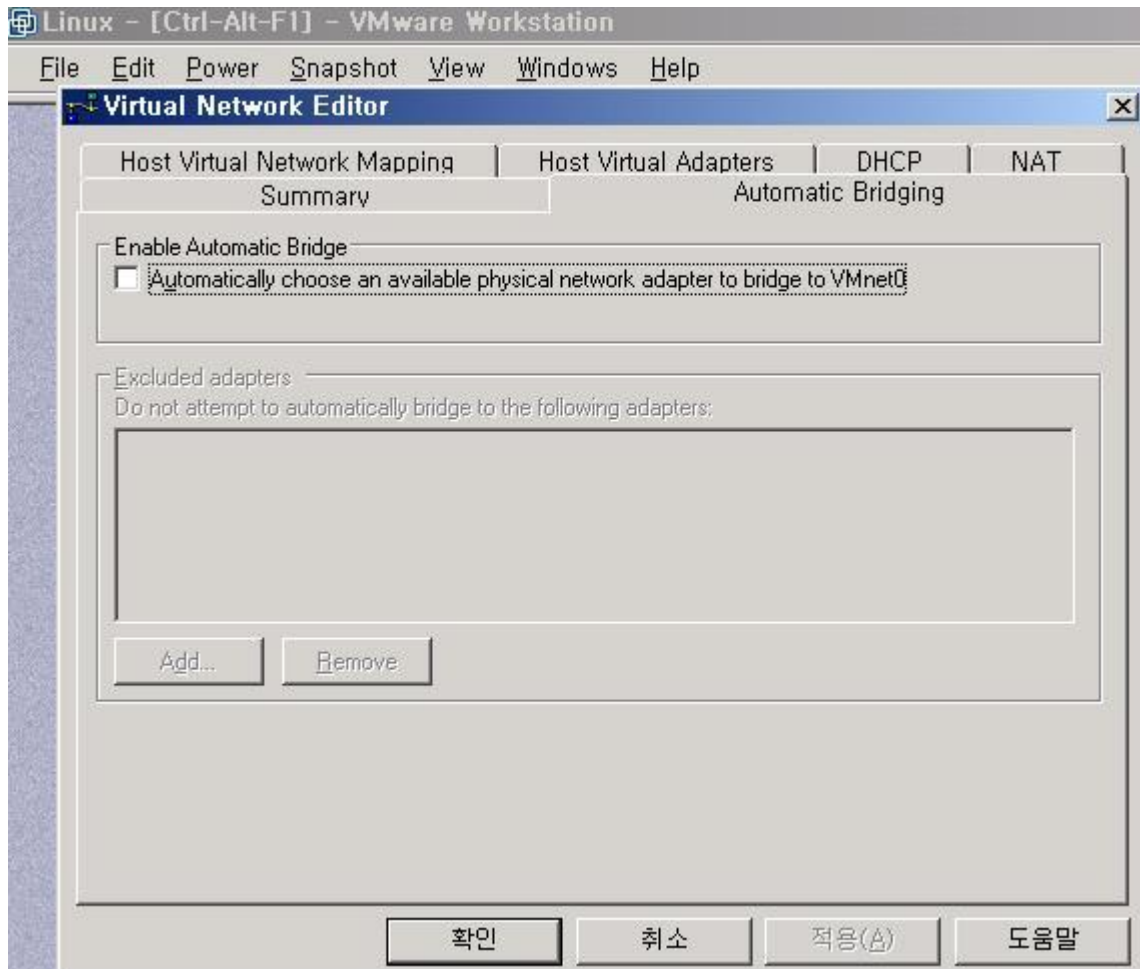 Linux - [Ctrl-Alt-F1] - VMware Workstation
File Edit Power Snapshot View Windows Help
Virtual Network Editor
Host Virtual Network Mapping Host Virtual Adapters DHCP NAT
Summary Automatic Bridging
Enable Automatic Bridge
Automatically choose an available physical network adapter to bridge to VMnet0
Excluded adapters
Do not attempt to automatically bridge to the following adapters:
Add... Remove
확인 취소 적용(A) 도움말